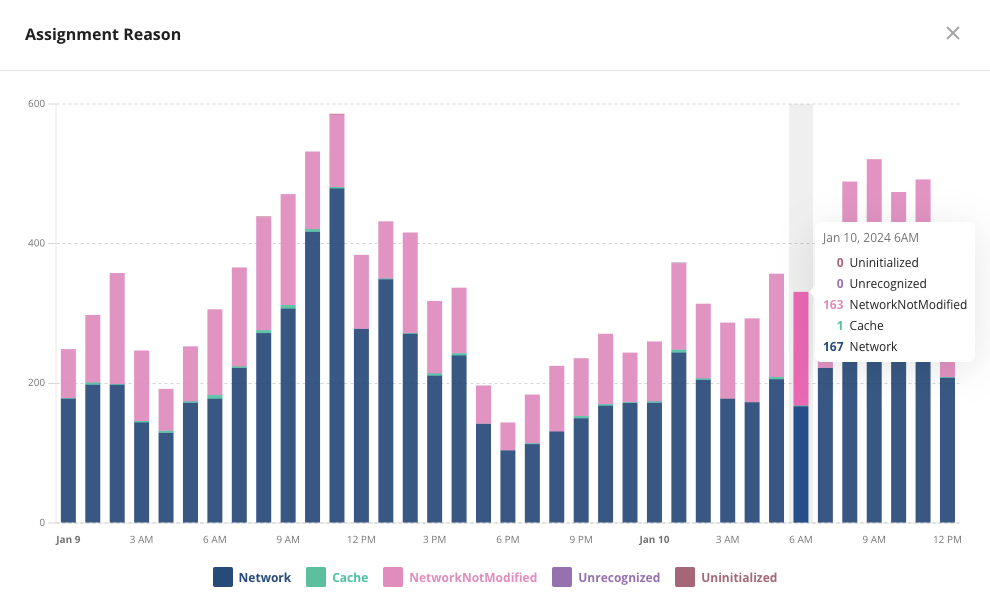 Assignment Reason
600
400
200
0
Jan 10, 2024 6AM
0 Uninitialized
0 Unrecognized
163 NetworkNotModified
1 Cache
167 Network
Jan 9 3 AM 6 AM 9 AM 12 PM 3 PM 6 PM 9 PM Jan 10 3 AM 6 AM 9 AM 12 PM
Network Cache NetworkNotModified Unrecognized Uninitialized